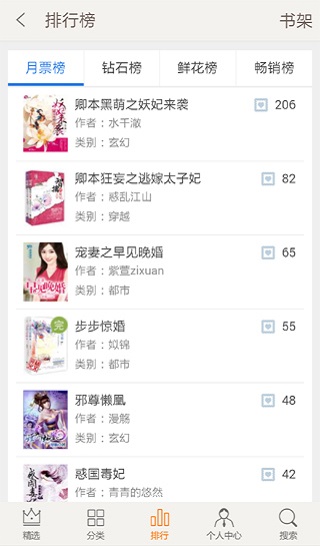 排行榜
书架
月票榜
钻石榜
鲜花榜
畅销榜
卿本黑萌之妖妃来袭
206
作者：水千澈
类别：玄幻
卿本狂妄之逃嫁太子妃
82
作者：惑乱江山
类别：穿越
宠妻之早见晚婚
65
作者：紫萱zixuan
类别：都市
完
步步惊婚
55
作者：姒锦
类别：都市
邪尊懒凰
48
作者：漫骆
类别：玄幻
惑国毒妃
42
作者：青青的悠然
精选
分类
排行
个人中心
搜索